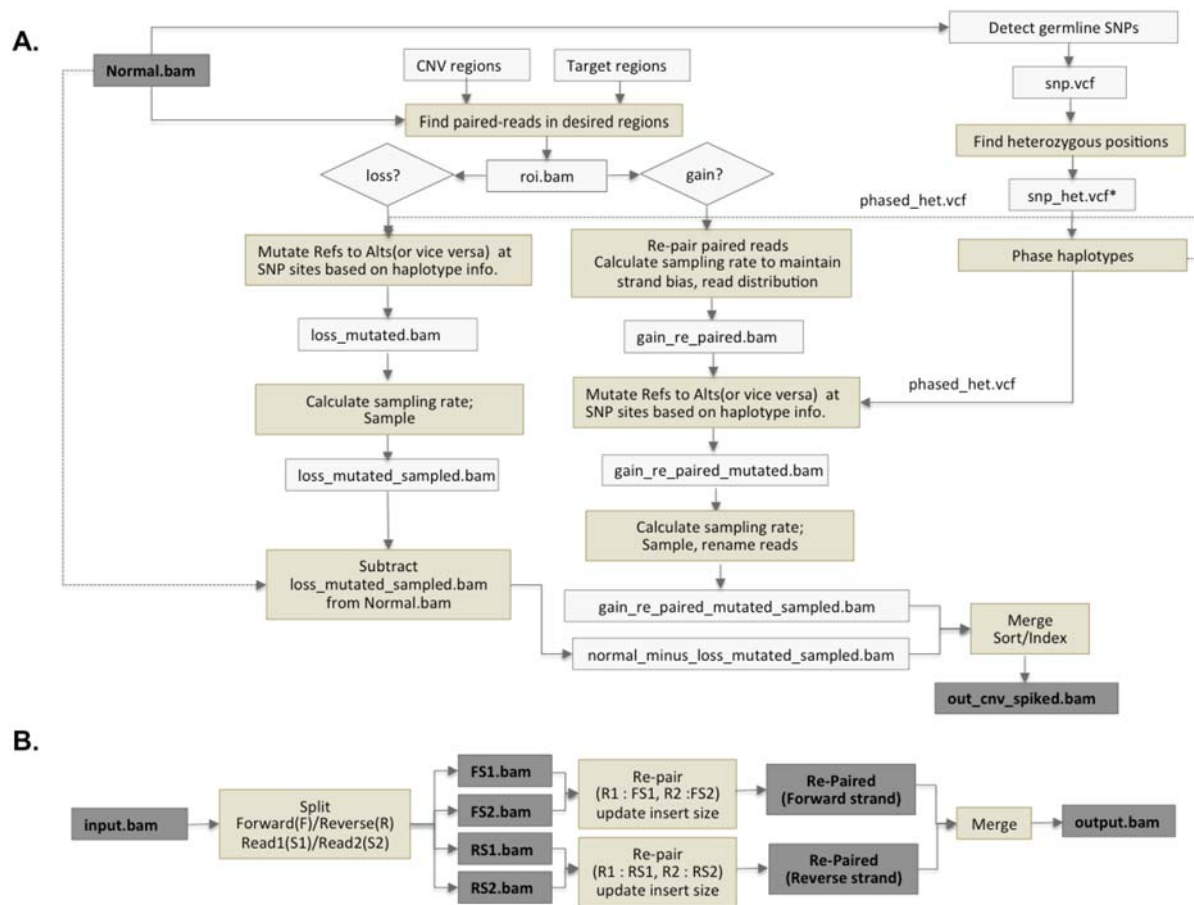 A.
Normal.bam
CNV regions
Target regions
Find paired-reads in desired regions
loss?
roi.bam
gain?
Detect germline SNPs
snp.vcf
Find heterozygous positions
snp_het.vcf*
phased_het.vcf
Phase haplotypes
Mutate Refs to Alts(or vice versa) at
SNP sites based on haplotype info.
loss_mutated.bam
Calculate sampling rate;
Sample
loss_mutated_sampled.bam
Subtract
loss_mutated_sampled.bam
from Normal.bam
Re-pair paired reads
Calculate sampling rate to maintain
strand bias, read distribution
gain_re_paired.bam
phased_het.vcf
Mutate Refs to Alts(or vice versa) at
SNP sites based on haplotype info.
gain_re_paired_mutated.bam
Calculate sampling rate;
Sample, rename reads
gain_re_paired_mutated_sampled.bam
normal_minus_loss_mutated_sampled.bam
Merge
Sort/Index
out_cnv_spiked.bam
B.
input.bam
Split
Forward(F)/Reverse(R)
Read1(S1)/Read2(S2)
FS1.bam
FS2.bam
RS1.bam
RS2.bam
Re-pair
(R1 : FS1, R2 :FS2)
update insert size
Re-pair
(R1 : RS1, R2 : RS2)
update insert size
Re-Paired
(Forward strand)
Re-Paired
(Reverse strand)
Merge
output.bam